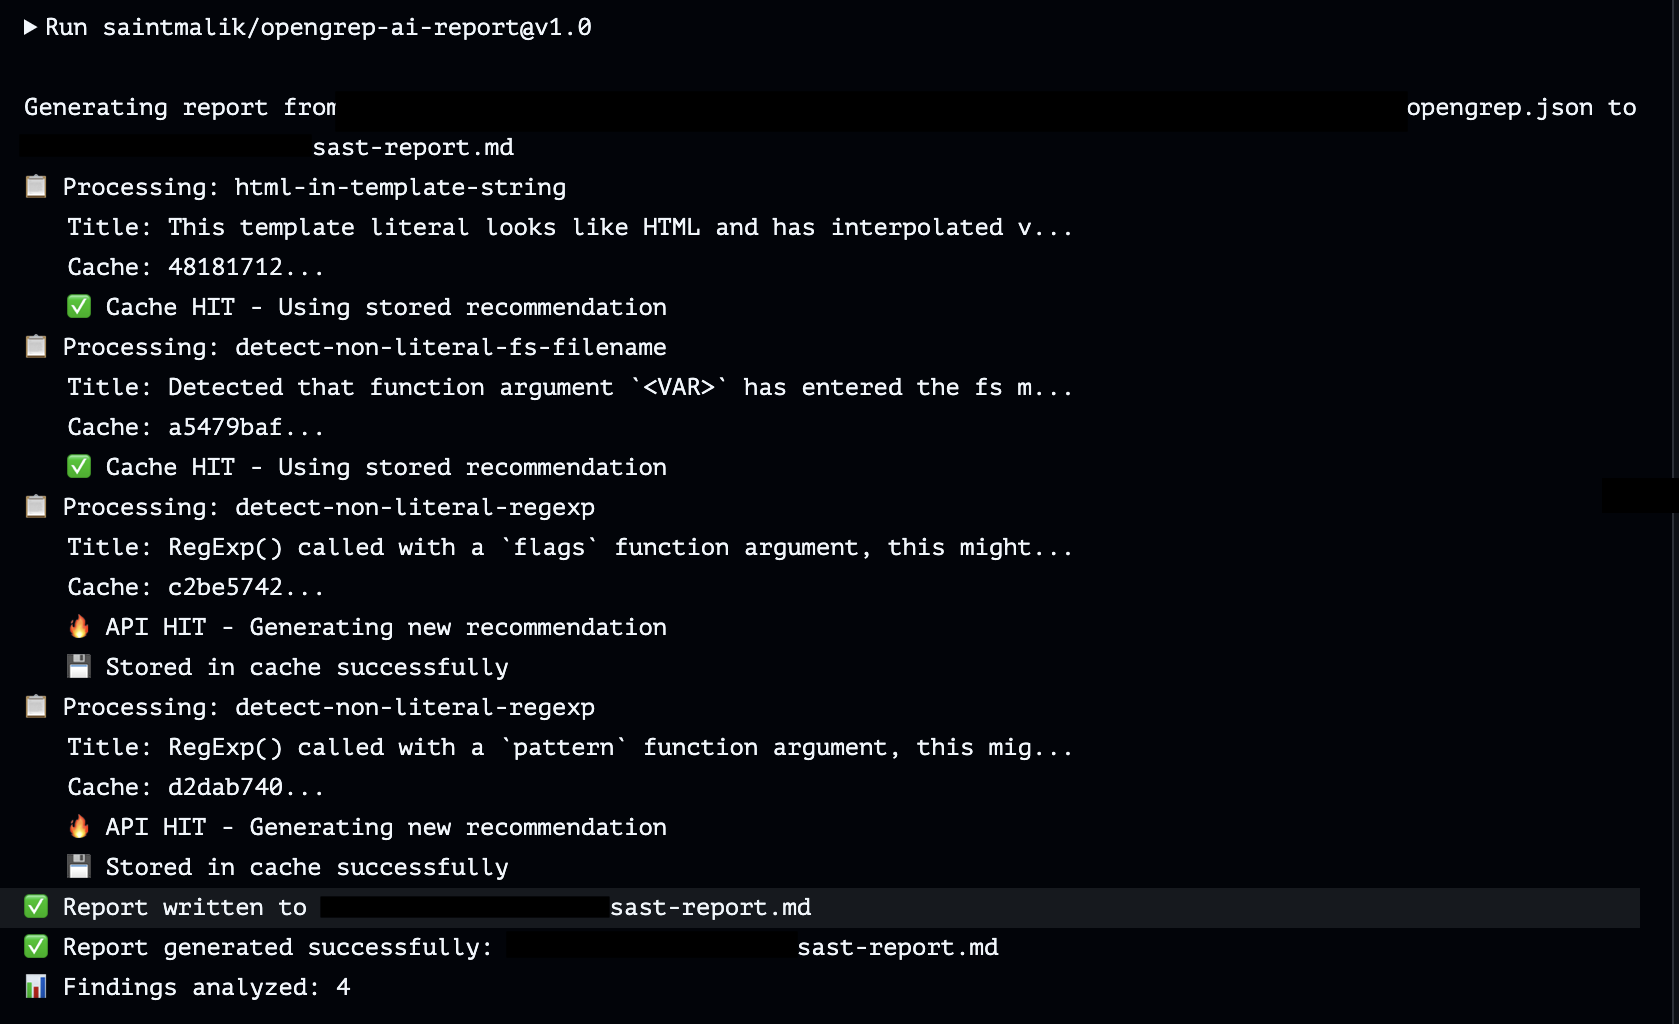 ▶ Run saintmalik/opengrep-ai-report@v1.0
Generating report from opengrep.json to
sast-report.md
📋 Processing: html-in-template-string
Title: This template literal looks like HTML and has interpolated v...
Cache: 48181712...
✅ Cache HIT - Using stored recommendation
📋 Processing: detect-non-literal-fs-filename
Title: Detected that function argument `<VAR>` has entered the fs m...
Cache: a5479baf...
✅ Cache HIT - Using stored recommendation
📋 Processing: detect-non-literal-regexp
Title: RegExp() called with a `flags` function argument, this might...
Cache: c2be5742...
🔥 API HIT - Generating new recommendation
💾 Stored in cache successfully
📋 Processing: detect-non-literal-regexp
Title: RegExp() called with a `pattern` function argument, this mig...
Cache: d2dab740...
🔥 API HIT - Generating new recommendation
💾 Stored in cache successfully
✅ Report written to sast-report.md
✅ Report generated successfully: sast-report.md
📊 Findings analyzed: 4